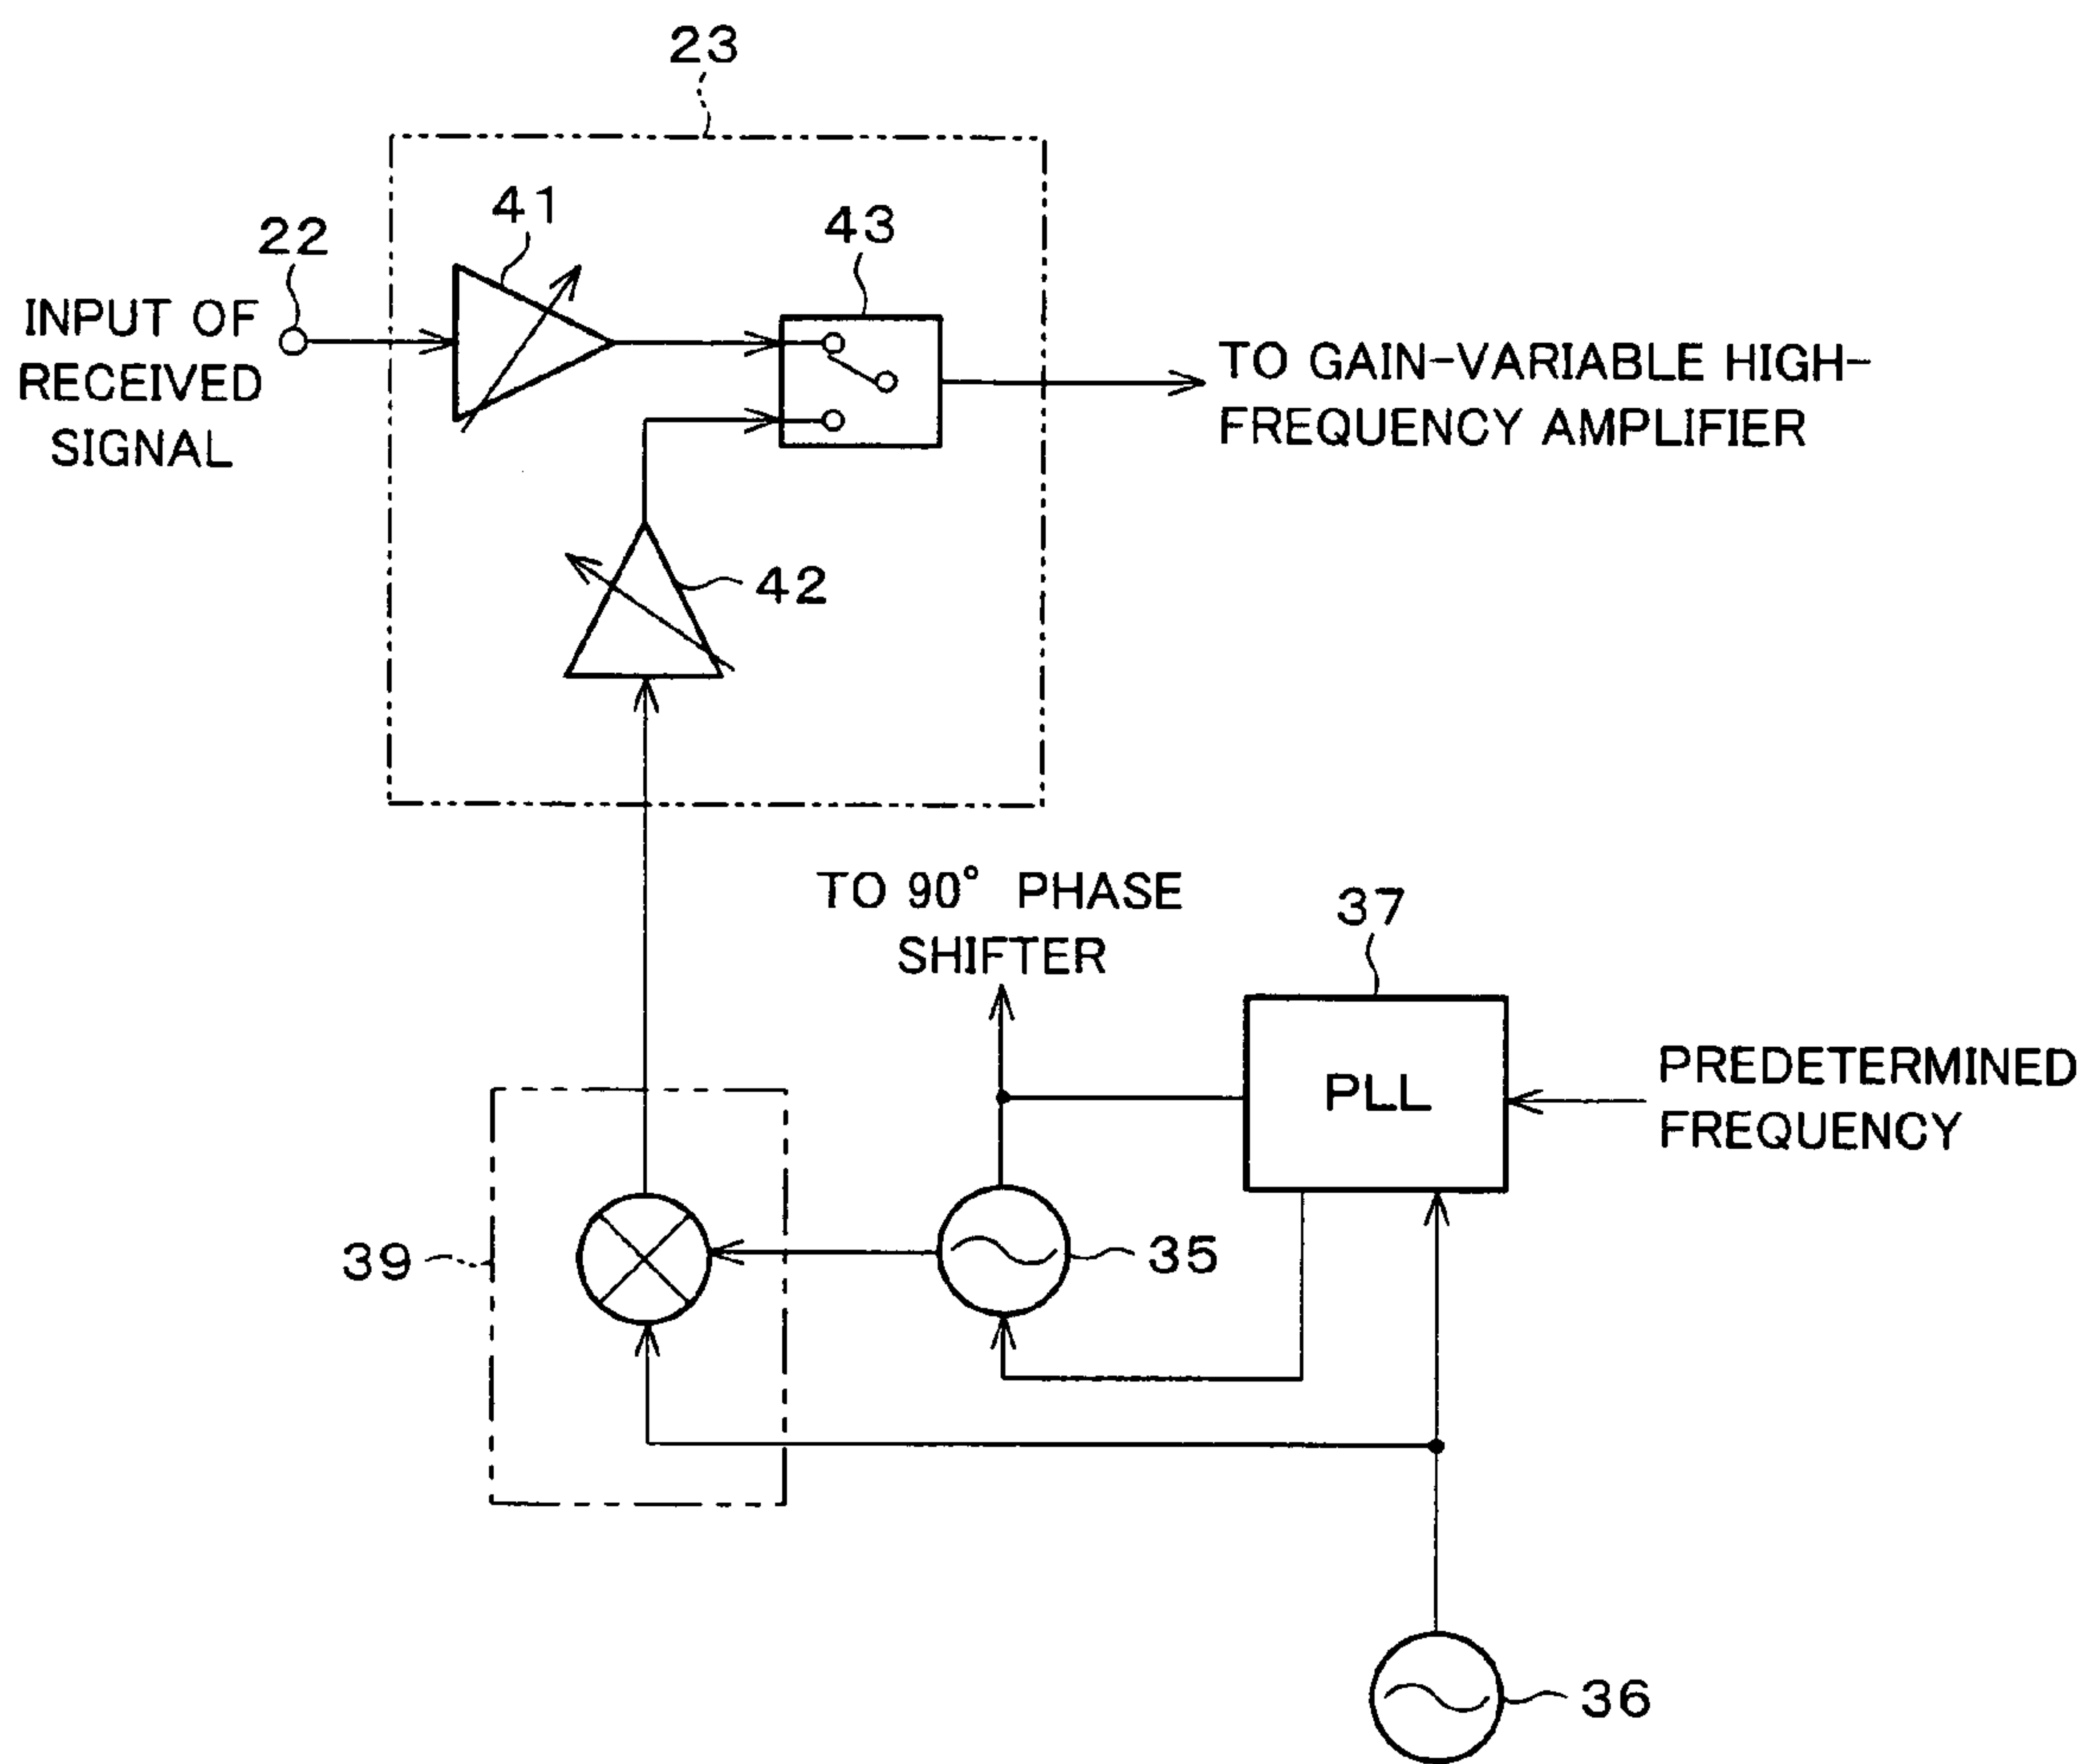 23
41
43
22
INPUT OF
RECEIVED
SIGNAL
TO GAIN-VARIABLE HIGH-
FREQUENCY AMPLIFIER
42
TO 90° PHASE
SHIFTER
37
PLL
PREDETERMINED
FREQUENCY
39
35
36